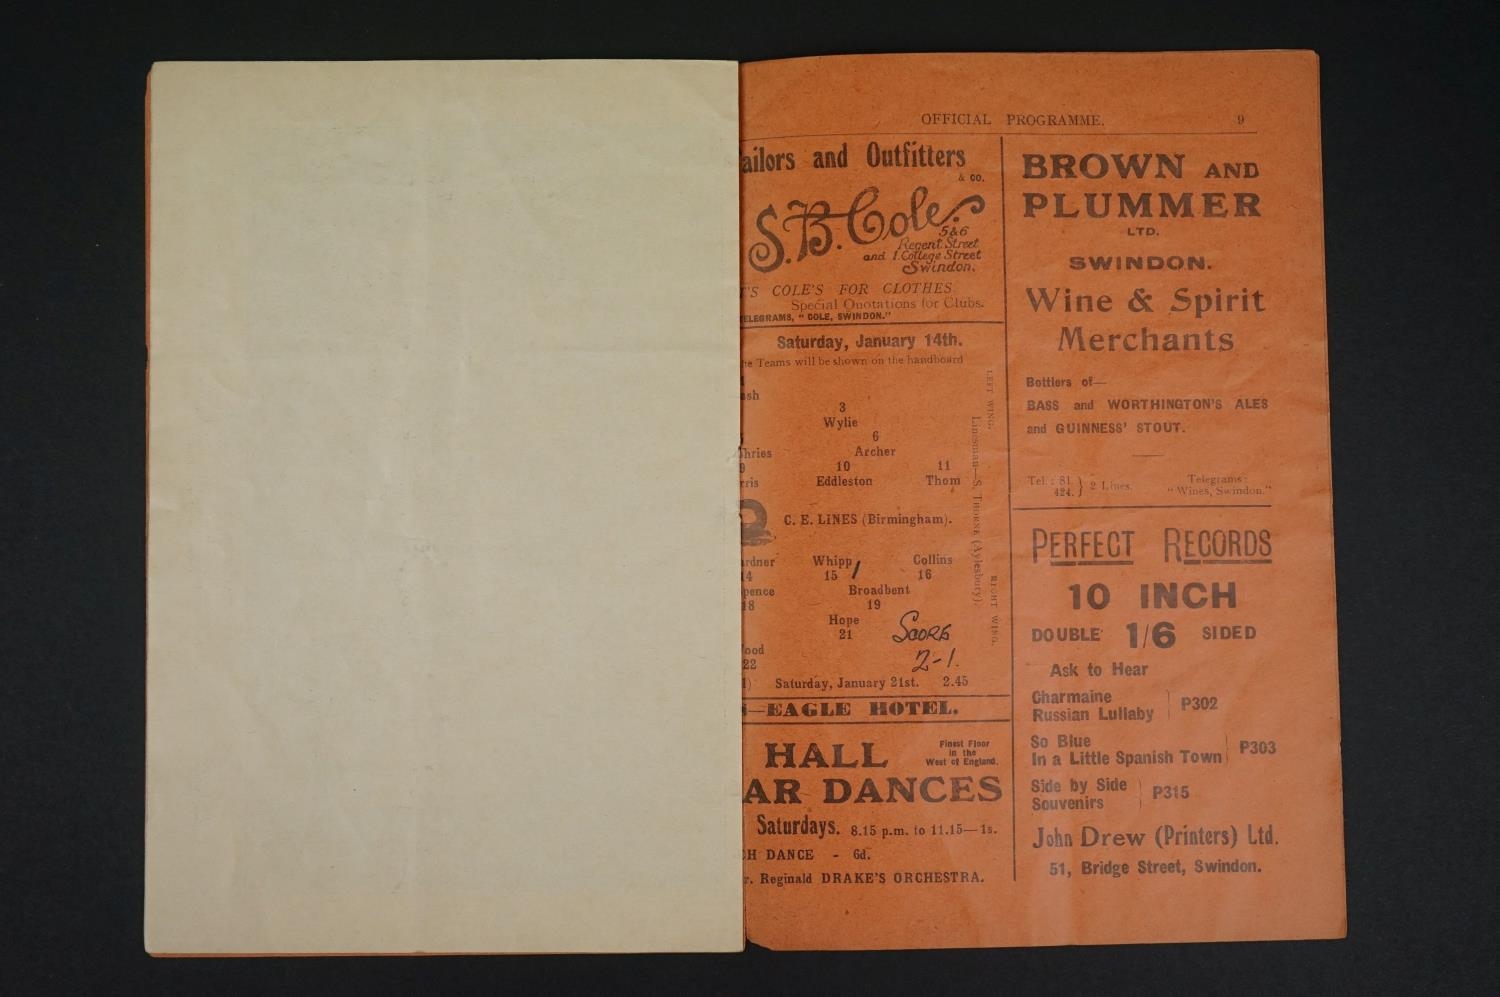 OFFICIAL PROGRAMME. 9
ailors and Outfitters
& CO.
S. B. Cole.
5&6
Regent Street
and 1. College Street
Swindon.
T'S COLE'S FOR CLOTHES
Special Quotations for Clubs.
ELEGRAMS, "COLE, SWINDON."
Saturday, January 14th.
he Teams will be shown on the handboard
ash
3
Wylie
6
hries Archer
9 10 11
rris Eddleston Thom
C. E. LINES (Birmingham).
ardner Whipp Collins
14 15 1 16
pence Broadbent
18 19
Hope
21
Score
2-1.
ood
22
1) Saturday, January 21st. 2.45
LEFT WING.
Linesman—S. THORNE (Aylesbury).
RIGHT WING.
—EAGLE HOTEL.
HALL
Finest Floor
in the
West of England.
AR DANCES
Saturdays. 8.15 p.m. to 11.15—1s.
CH DANCE - 6d.
r. Reginald DRAKE'S ORCHESTRA.
BROWN AND
PLUMMER
LTD.
SWINDON.
Wine & Spirit
Merchants
Bottlers of—
BASS and WORTHINGTON'S ALES
and GUINNESS' STOUT.
Tel.: 81. } 2 Lines.
424.
Telegrams:
"Wines, Swindon."
PERFECT RECORDS
10 INCH
DOUBLE 1/6 SIDED
Ask to Hear
Charmaine
Russian Lullaby } P302
So Blue
In a Little Spanish Town } P303
Side by Side
Souvenirs } P315
John Drew (Printers) Ltd.
51, Bridge Street, Swindon.